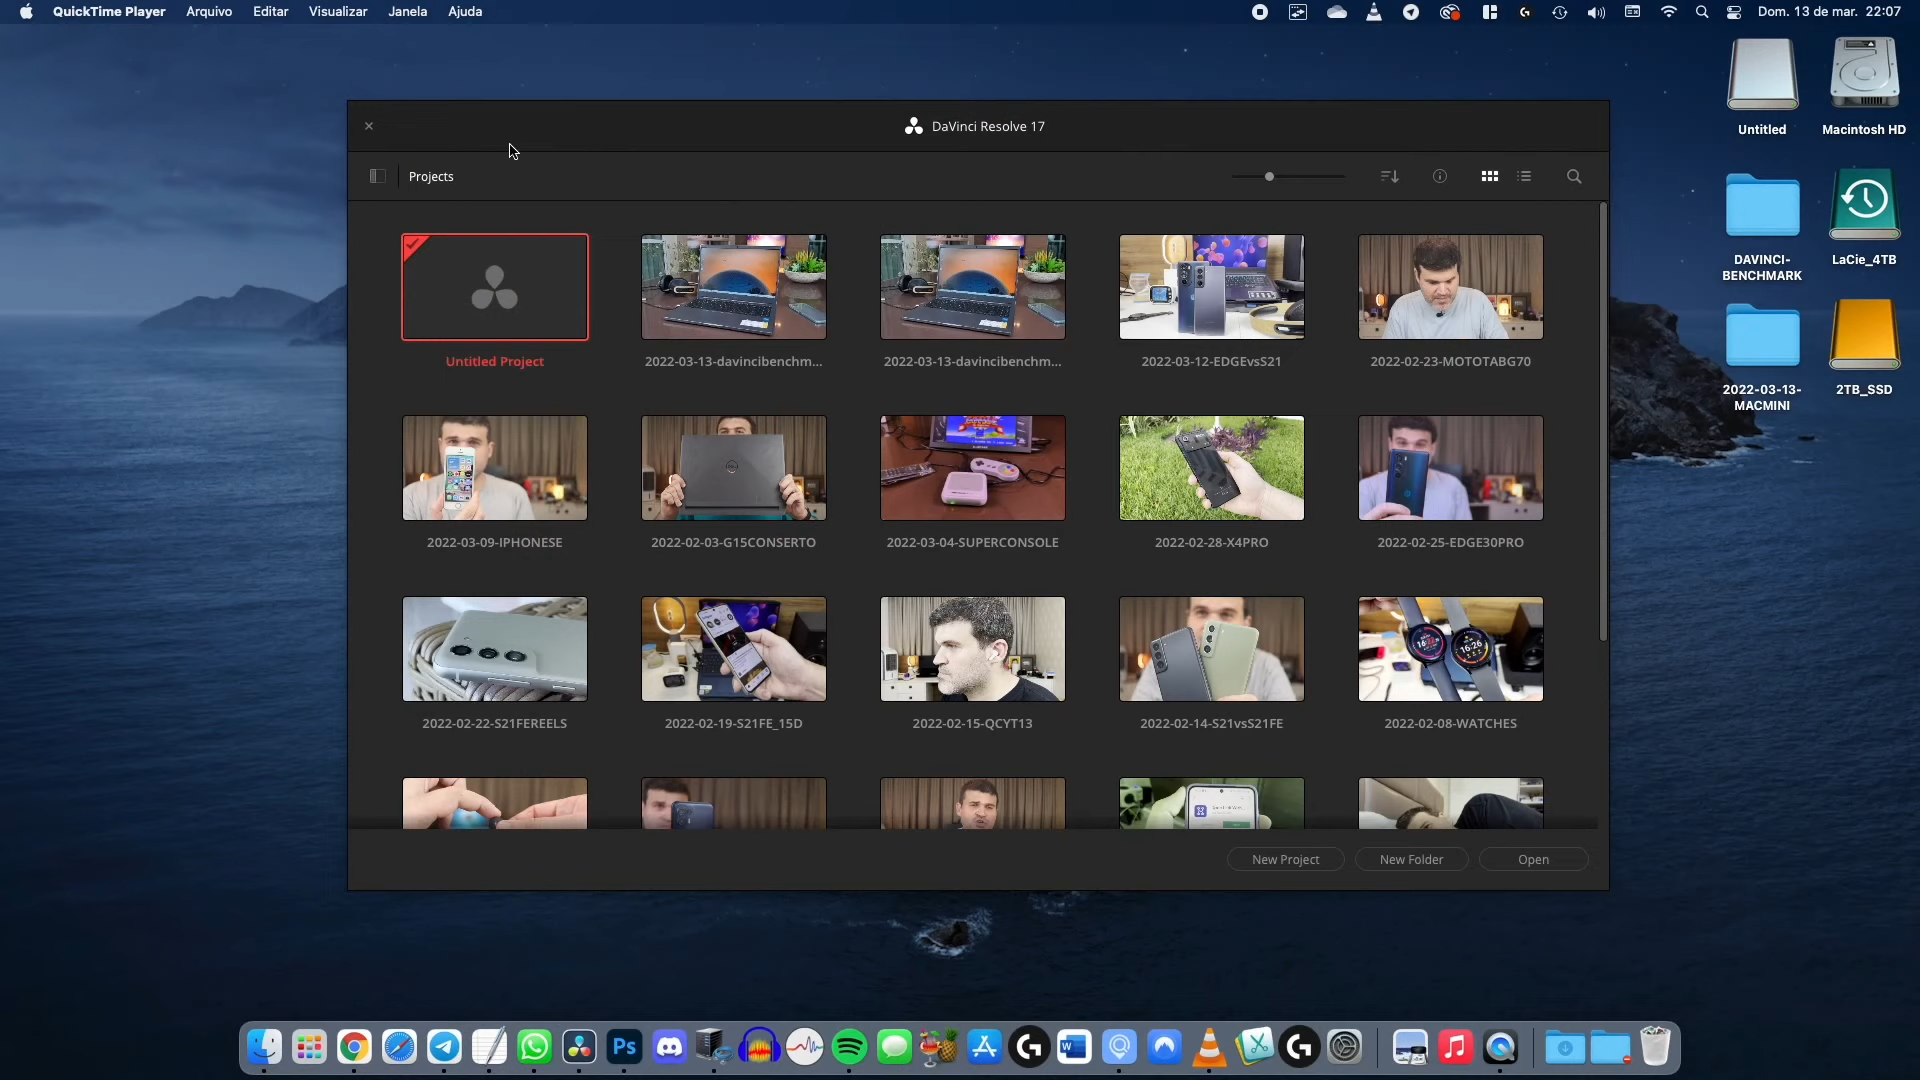 QuickTime Player Arquivo Editar Visualizar Janela Ajuda
Dom. 13 de mar. 22:07
Untitled
Macintosh HD
DAVINCI-
BENCHMARK
LaCie_4TB
2022-03-13-
MACMINI
2TB_SSD
DaVinci Resolve 17
Projects
Untitled Project
2022-03-13-davincibenchm...
2022-03-13-davincibenchm...
2022-03-12-EDGEvsS21
2022-02-23-MOTOTABG70
2022-03-09-IPHONESE
2022-02-03-G15CONSERTO
2022-03-04-SUPERCONSOLE
2022-02-28-X4PRO
2022-02-25-EDGE30PRO
2022-02-22-S21FEREELS
2022-02-19-S21FE_15D
2022-02-15-QCYT13
2022-02-14-S21vsS21FE
2022-02-08-WATCHES
New Project
New Folder
Open
Ps